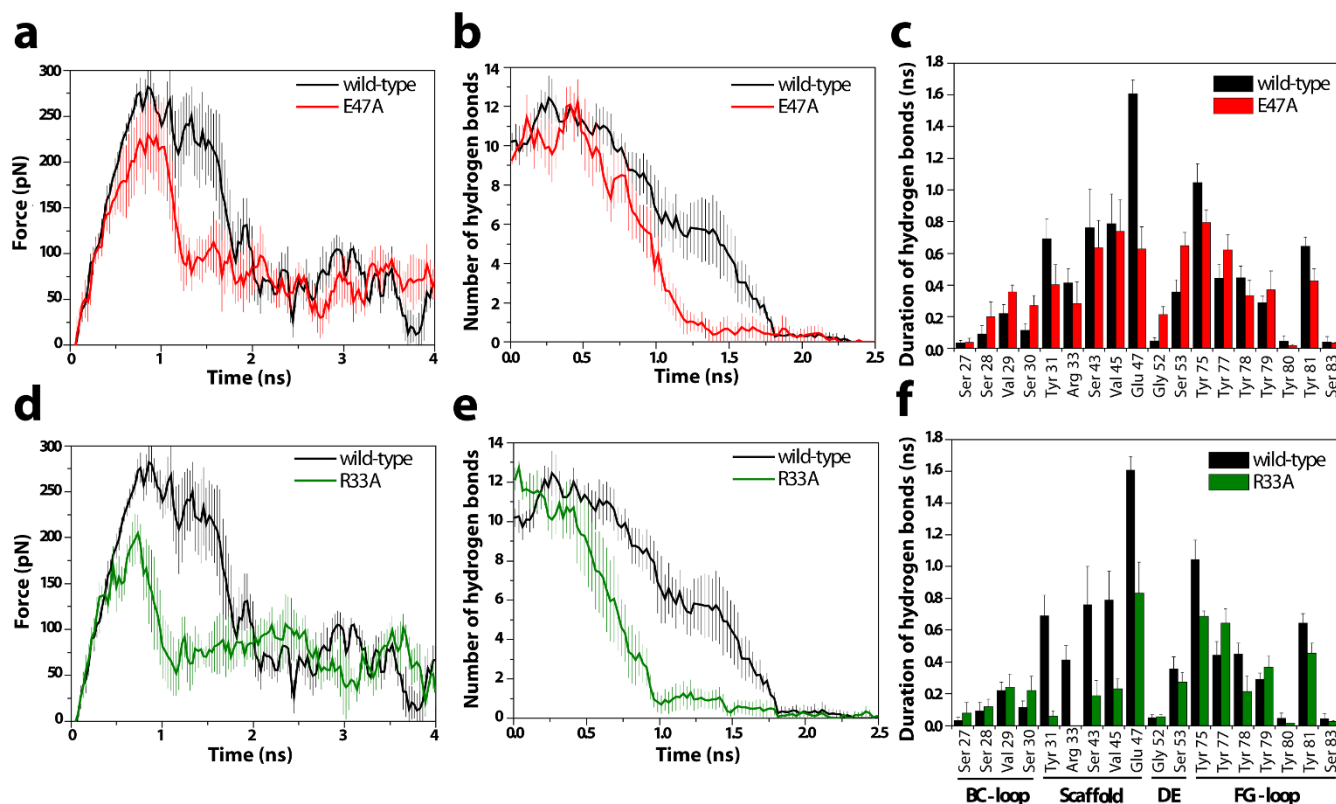 a
300
250
200
150
100
50
0
Force (pN)
wild-type
E47A
0 1 2 3 4
Time (ns)
b
14
12
10
8
6
4
2
0
Number of hydrogen bonds
wild-type
E47A
0.0 0.5 1.0 1.5 2.0 2.5
Time (ns)
c
1.8
1.6
1.4
1.2
1.0
0.8
0.6
0.4
0.2
0.0
Duration of hydrogen bonds (ns)
wild-type
E47A
Ser 27
Ser 28
Val 29
Ser 30
Tyr 31
Arg 33
Ser 43
Val 45
Glu 47
Gly 52
Ser 53
Tyr 75
Tyr 77
Tyr 78
Tyr 79
Tyr 80
Tyr 81
Ser 83
d
300
250
200
150
100
50
0
Force (pN)
wild-type
R33A
0 1 2 3 4
Time (ns)
e
14
12
10
8
6
4
2
0
Number of hydrogen bonds
wild-type
R33A
0.0 0.5 1.0 1.5 2.0 2.5
Time (ns)
f
1.8
1.6
1.4
1.2
1.0
0.8
0.6
0.4
0.2
0.0
Duration of hydrogen bonds (ns)
wild-type
R33A
Ser 27
Ser 28
Val 29
Ser 30
Tyr 31
Arg 33
Ser 43
Val 45
Glu 47
Gly 52
Ser 53
Tyr 75
Tyr 77
Tyr 78
Tyr 79
Tyr 80
Tyr 81
Ser 83
BC-loop Scaffold DE FG-loop